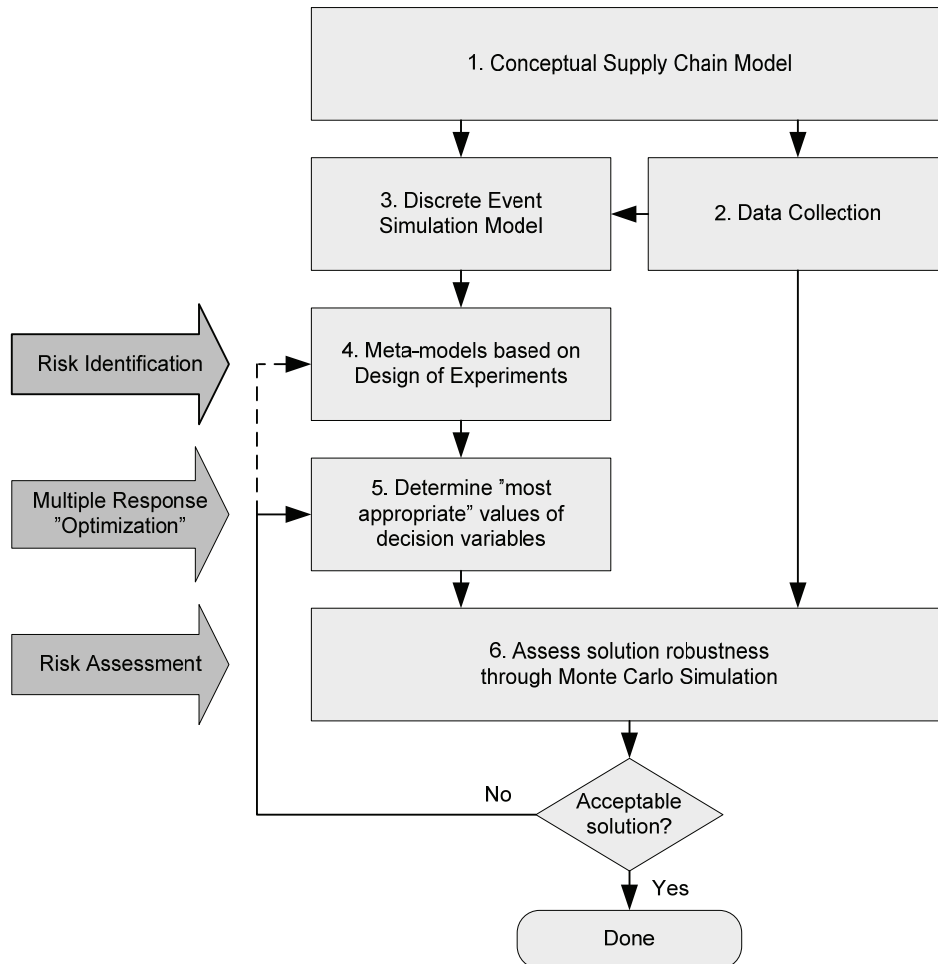 1. Conceptual Supply Chain Model
3. Discrete Event
Simulation Model
2. Data Collection
Risk Identification
4. Meta-models based on
Design of Experiments
Multiple Response
”Optimization”
5. Determine ”most
appropriate” values of
decision variables
Risk Assessment
6. Assess solution robustness
through Monte Carlo Simulation
No
Acceptable
solution?
Yes
Done